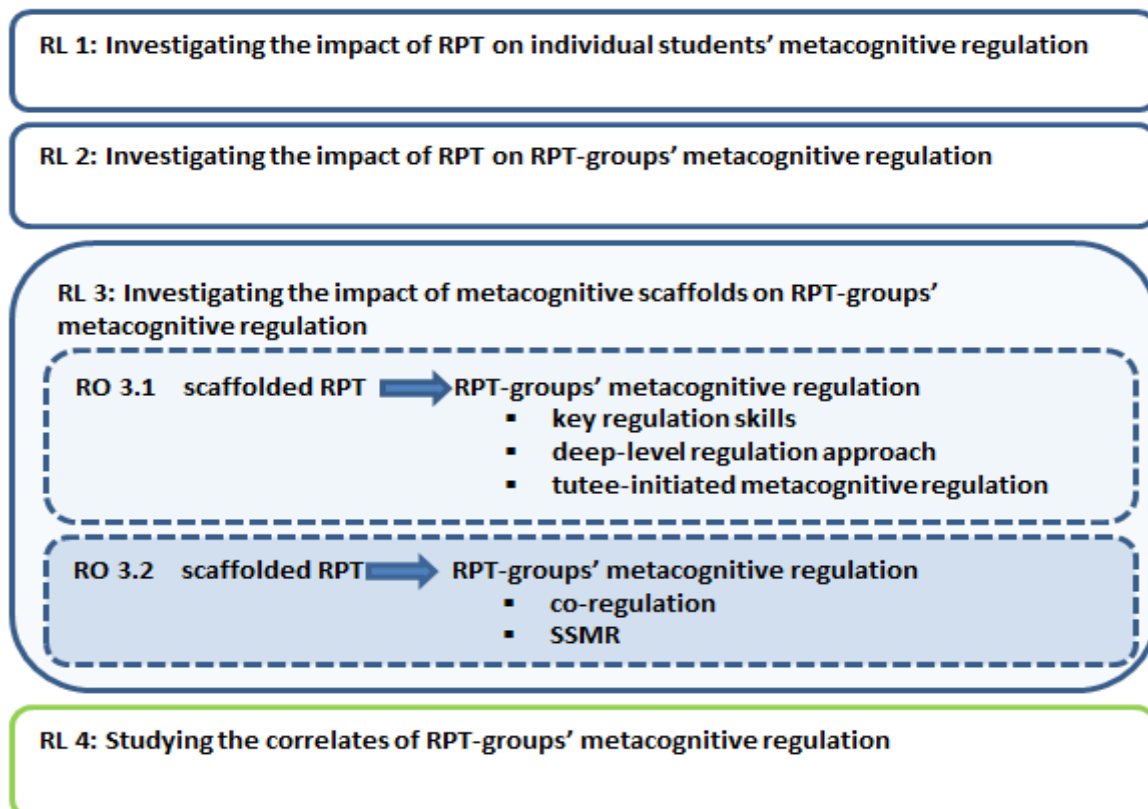 RL 1: Investigating the impact of RPT on individual students’ metacognitive regulation
RL 2: Investigating the impact of RPT on RPT-groups’ metacognitive regulation
RL 3: Investigating the impact of metacognitive scaffolds on RPT-groups’
metacognitive regulation
RO 3.1 scaffolded RPT RPT-groups’ metacognitive regulation
▪ key regulation skills
▪ deep-level regulation approach
▪ tutee-initiated metacognitive regulation
RO 3.2 scaffolded RPT RPT-groups’ metacognitive regulation
▪ co-regulation
▪ SSMR
RL 4: Studying the correlates of RPT-groups’ metacognitive regulation